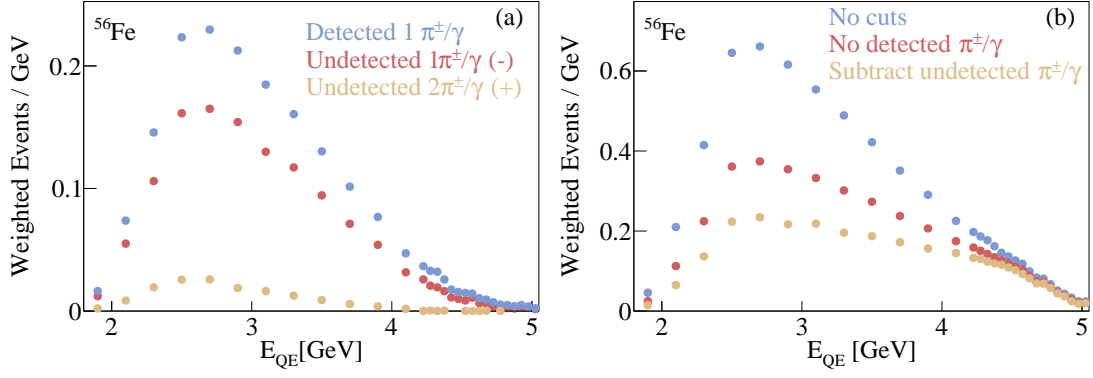 (a)
⁵⁶Fe
Detected 1 π±/γ
Undetected 1π±/γ (-)
Undetected 2π±/γ (+)
Weighted Events / GeV
0.2
0.1
0
2
3
4
5
E_QE[GeV]
(b)
⁵⁶Fe
No cuts
No detected π±/γ
Subtract undetected π±/γ
Weighted Events / GeV
0.6
0.4
0.2
0
2
3
4
5
E_QE [GeV]